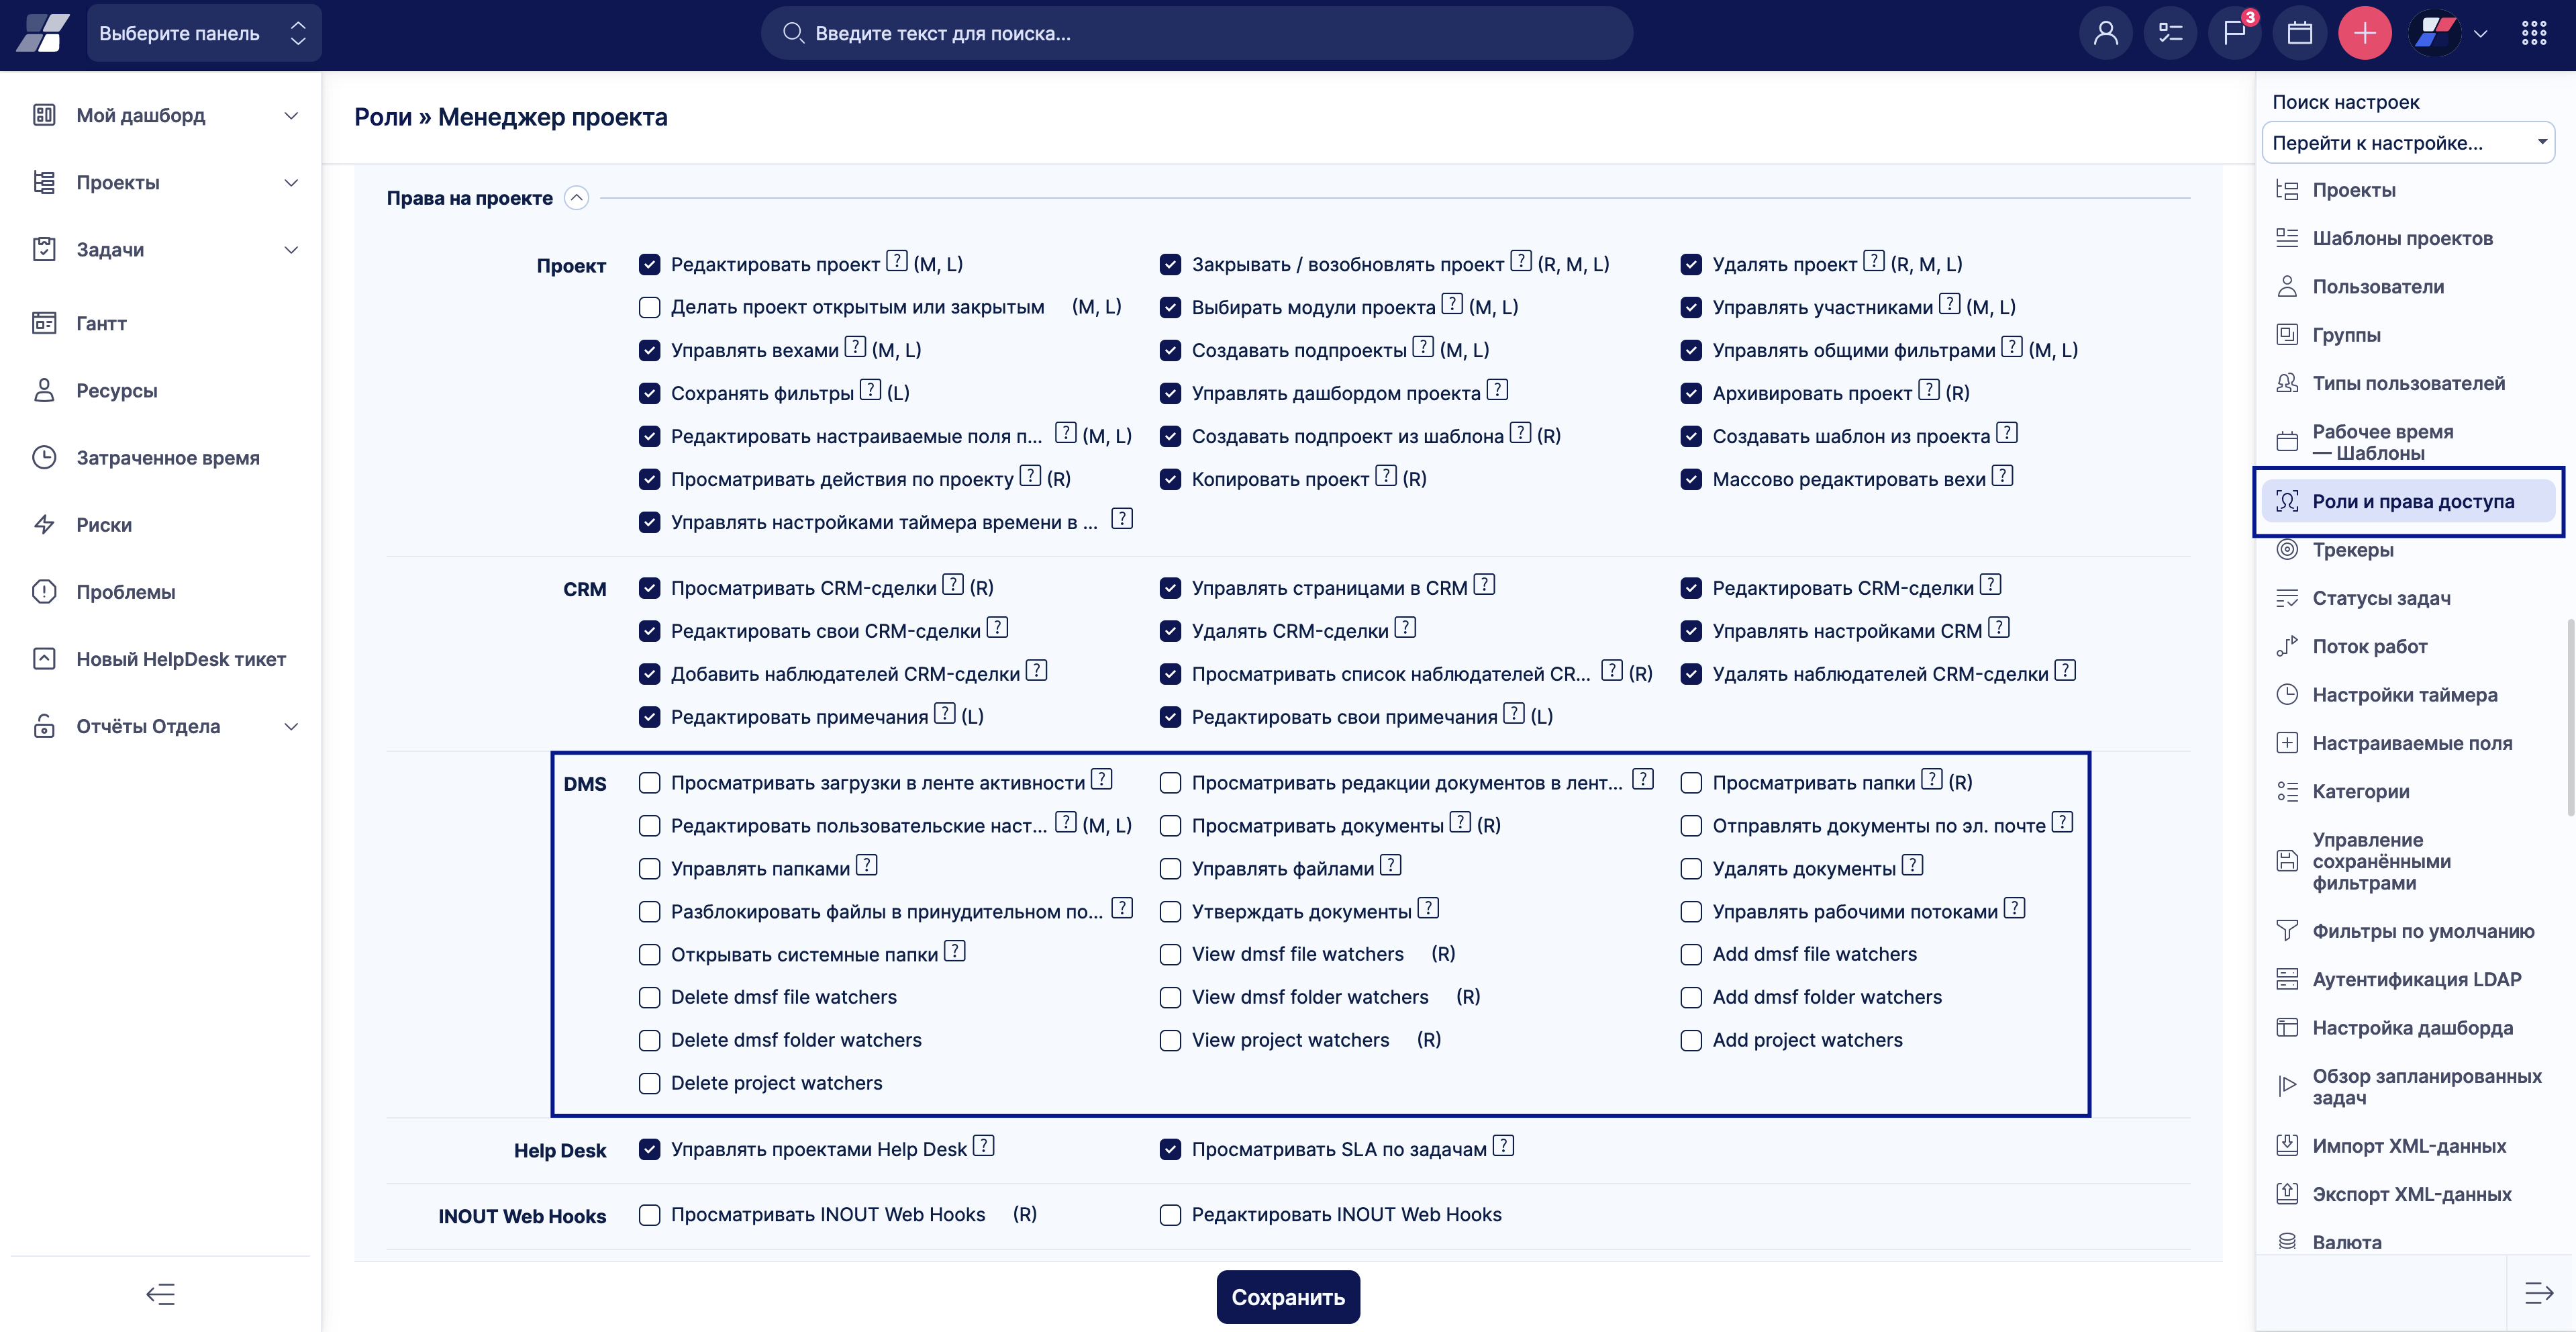 Выберите панель
Введите текст для поиска...
3
Мой дашборд
Проекты
Задачи
Гантт
Ресурсы
Затраченное время
Риски
Проблемы
Новый HelpDesk тикет
Отчёты Отдела
Роли » Менеджер проекта
Права на проекте
Проект
Редактировать проект ? (M, L)
Закрывать / возобновлять проект ? (R, M, L)
Удалять проект ? (R, M, L)
Делать проект открытым или закрытым (M, L)
Выбирать модули проекта ? (M, L)
Управлять участниками ? (M, L)
Управлять вехами ? (M, L)
Создавать подпроекты ? (M, L)
Управлять общими фильтрами ? (M, L)
Сохранять фильтры ? (L)
Управлять дашбордом проекта ?
Архивировать проект ? (R)
Редактировать настраиваемые поля п... ? (M, L)
Создавать подпроект из шаблона ? (R)
Создавать шаблон из проекта ?
Просматривать действия по проекту ? (R)
Копировать проект ? (R)
Массово редактировать вехи ?
Управлять настройками таймера времени в ... ?
CRM
Просматривать CRM-сделки ? (R)
Управлять страницами в CRM ?
Редактировать CRM-сделки ?
Редактировать свои CRM-сделки ?
Удалять CRM-сделки ?
Управлять настройками CRM ?
Добавить наблюдателей CRM-сделки ?
Просматривать список наблюдателей CR... ? (R)
Удалять наблюдателей CRM-сделки ?
Редактировать примечания ? (L)
Редактировать свои примечания ? (L)
DMS
Просматривать загрузки в ленте активности ?
Просматривать редакции документов в лент... ?
Просматривать папки ? (R)
Редактировать пользовательские наст... ? (M, L)
Просматривать документы ? (R)
Отправлять документы по эл. почте ?
Управлять папками ?
Управлять файлами ?
Удалять документы ?
Разблокировать файлы в принудительном по... ?
Утверждать документы ?
Управлять рабочими потоками ?
Открывать системные папки ?
View dmsf file watchers (R)
Add dmsf file watchers
Delete dmsf file watchers
View dmsf folder watchers (R)
Add dmsf folder watchers
Delete dmsf folder watchers
View project watchers (R)
Add project watchers
Delete project watchers
Help Desk
Управлять проектами Help Desk ?
Просматривать SLA по задачам ?
INOUT Web Hooks
Просматривать INOUT Web Hooks (R)
Редактировать INOUT Web Hooks
Сохранить
Поиск настроек
Перейти к настройке...
Проекты
Шаблоны проектов
Пользователи
Группы
Типы пользователей
Рабочее время
— Шаблоны
Роли и права доступа
Трекеры
Статусы задач
Поток работ
Настройки таймера
Настраиваемые поля
Категории
Управление
сохранёнными
фильтрами
Фильтры по умолчанию
Аутентификация LDAP
Настройка дашборда
Обзор запланированных
задач
Импорт XML-данных
Экспорт XML-данных
Валюта